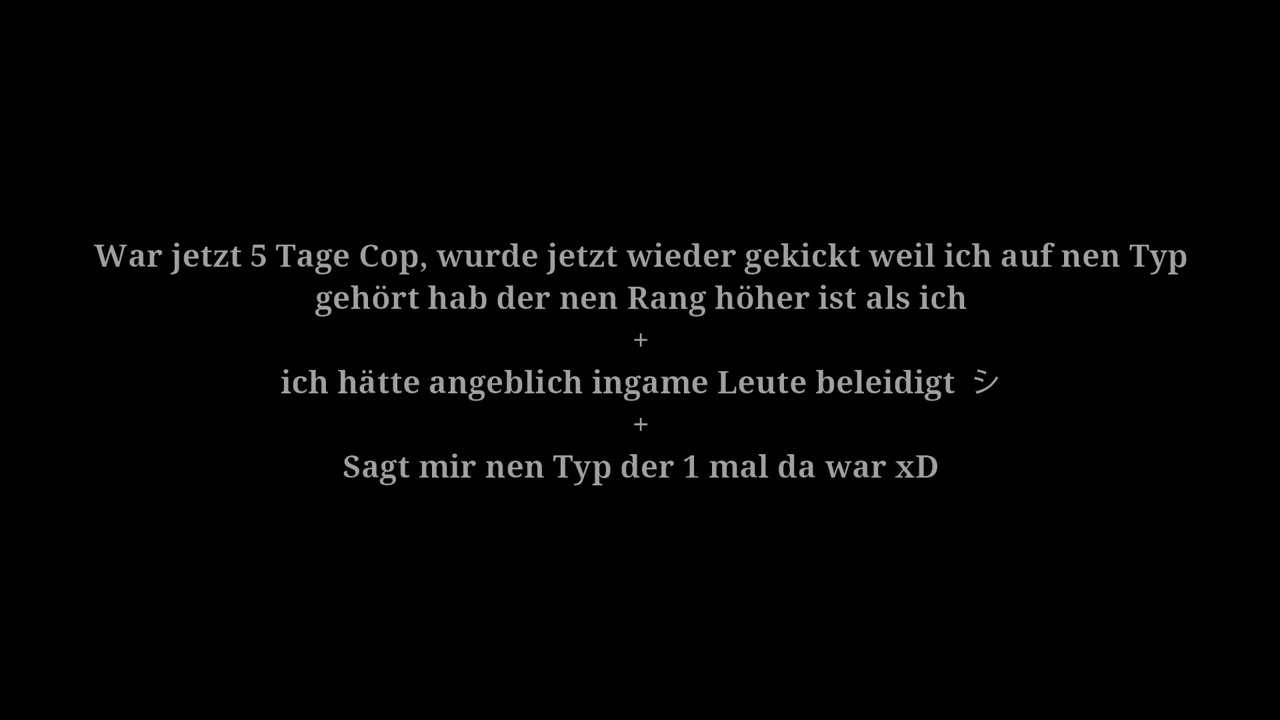 War jetzt 5 Tage Cop, wurde jetzt wieder gekickt weil ich auf nen Typ
gehört hab der nen Rang höher ist als ich
+
ich hätte angeblich ingame Leute beleidigt シ
+
Sagt mir nen Typ der 1 mal da war xD